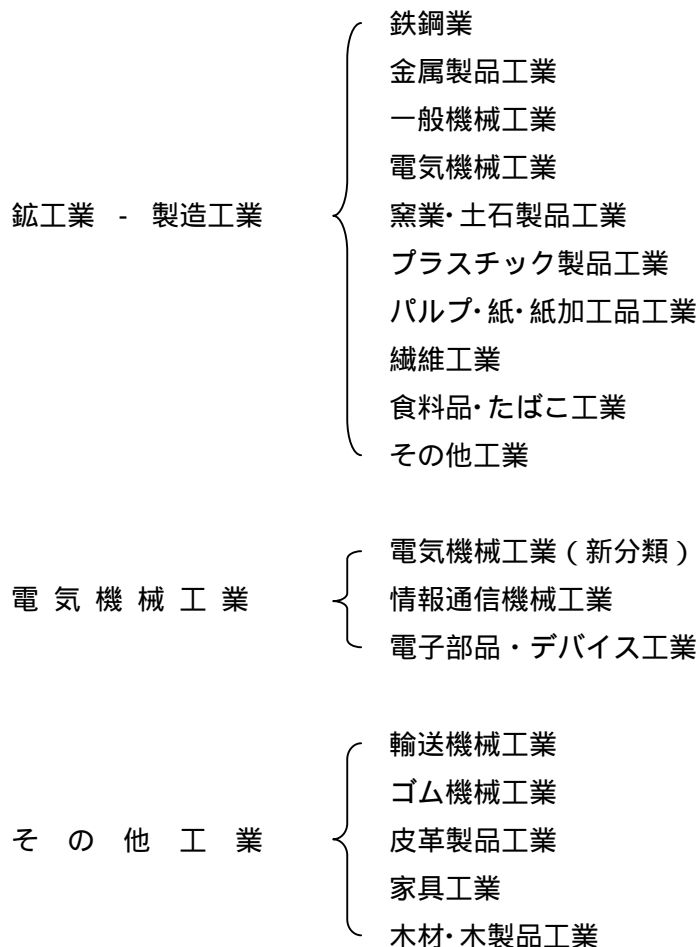 鉄鋼業
金属製品工業
一般機械工業
電気機械工業
鉱工業 - 製造工業
窯業・土石製品工業
プラスチック製品工業
パルプ・紙・紙加工品工業
繊維工業
食料品・たばこ工業
その他工業
電気機械工業(新分類)
電気機械工業
情報通信機械工業
電子部品・デバイス工業
輸送機械工業
ゴム機械工業
その他工業
皮革製品工業
家具工業
木材・木製品工業